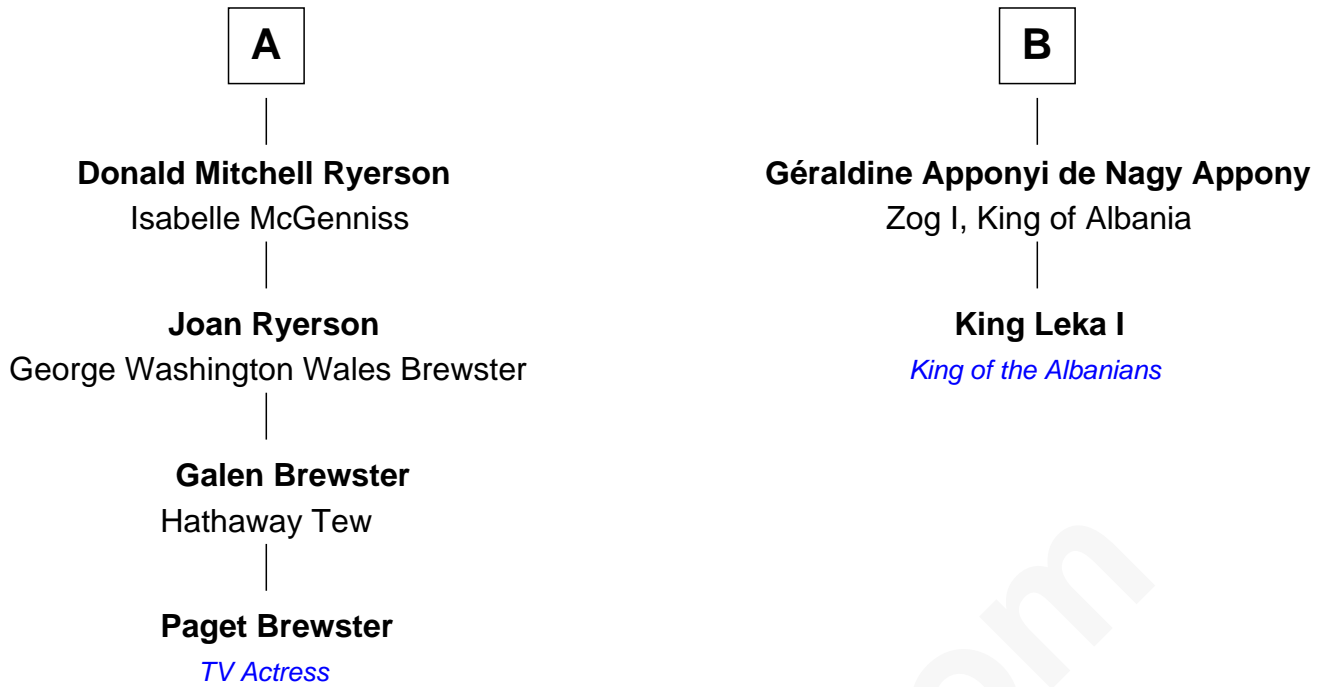 A
Donald Mitchell Ryerson
Isabelle McGenniss
Joan Ryerson
George Washington Wales Brewster
Galen Brewster
Hathaway Tew
Paget Brewster
TV Actress
B
Géraldine Apponyi de Nagy Appony
Zog I, King of Albania
King Leka I
King of the Albanians
om